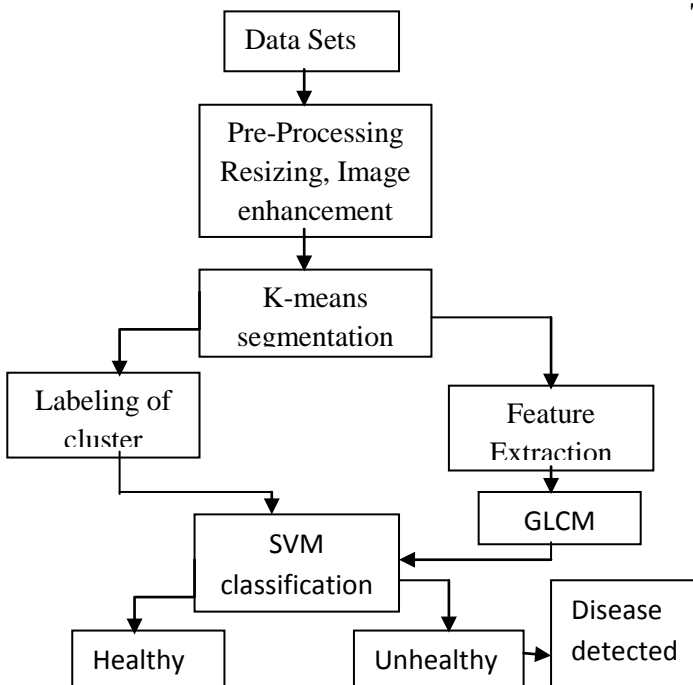 Data Sets
Pre-Processing
Resizing, Image
enhancement
K-means
segmentation
Labeling of
cluster
Feature
Extraction
GLCM
SVM
classification
Healthy
Unhealthy
Disease
detected